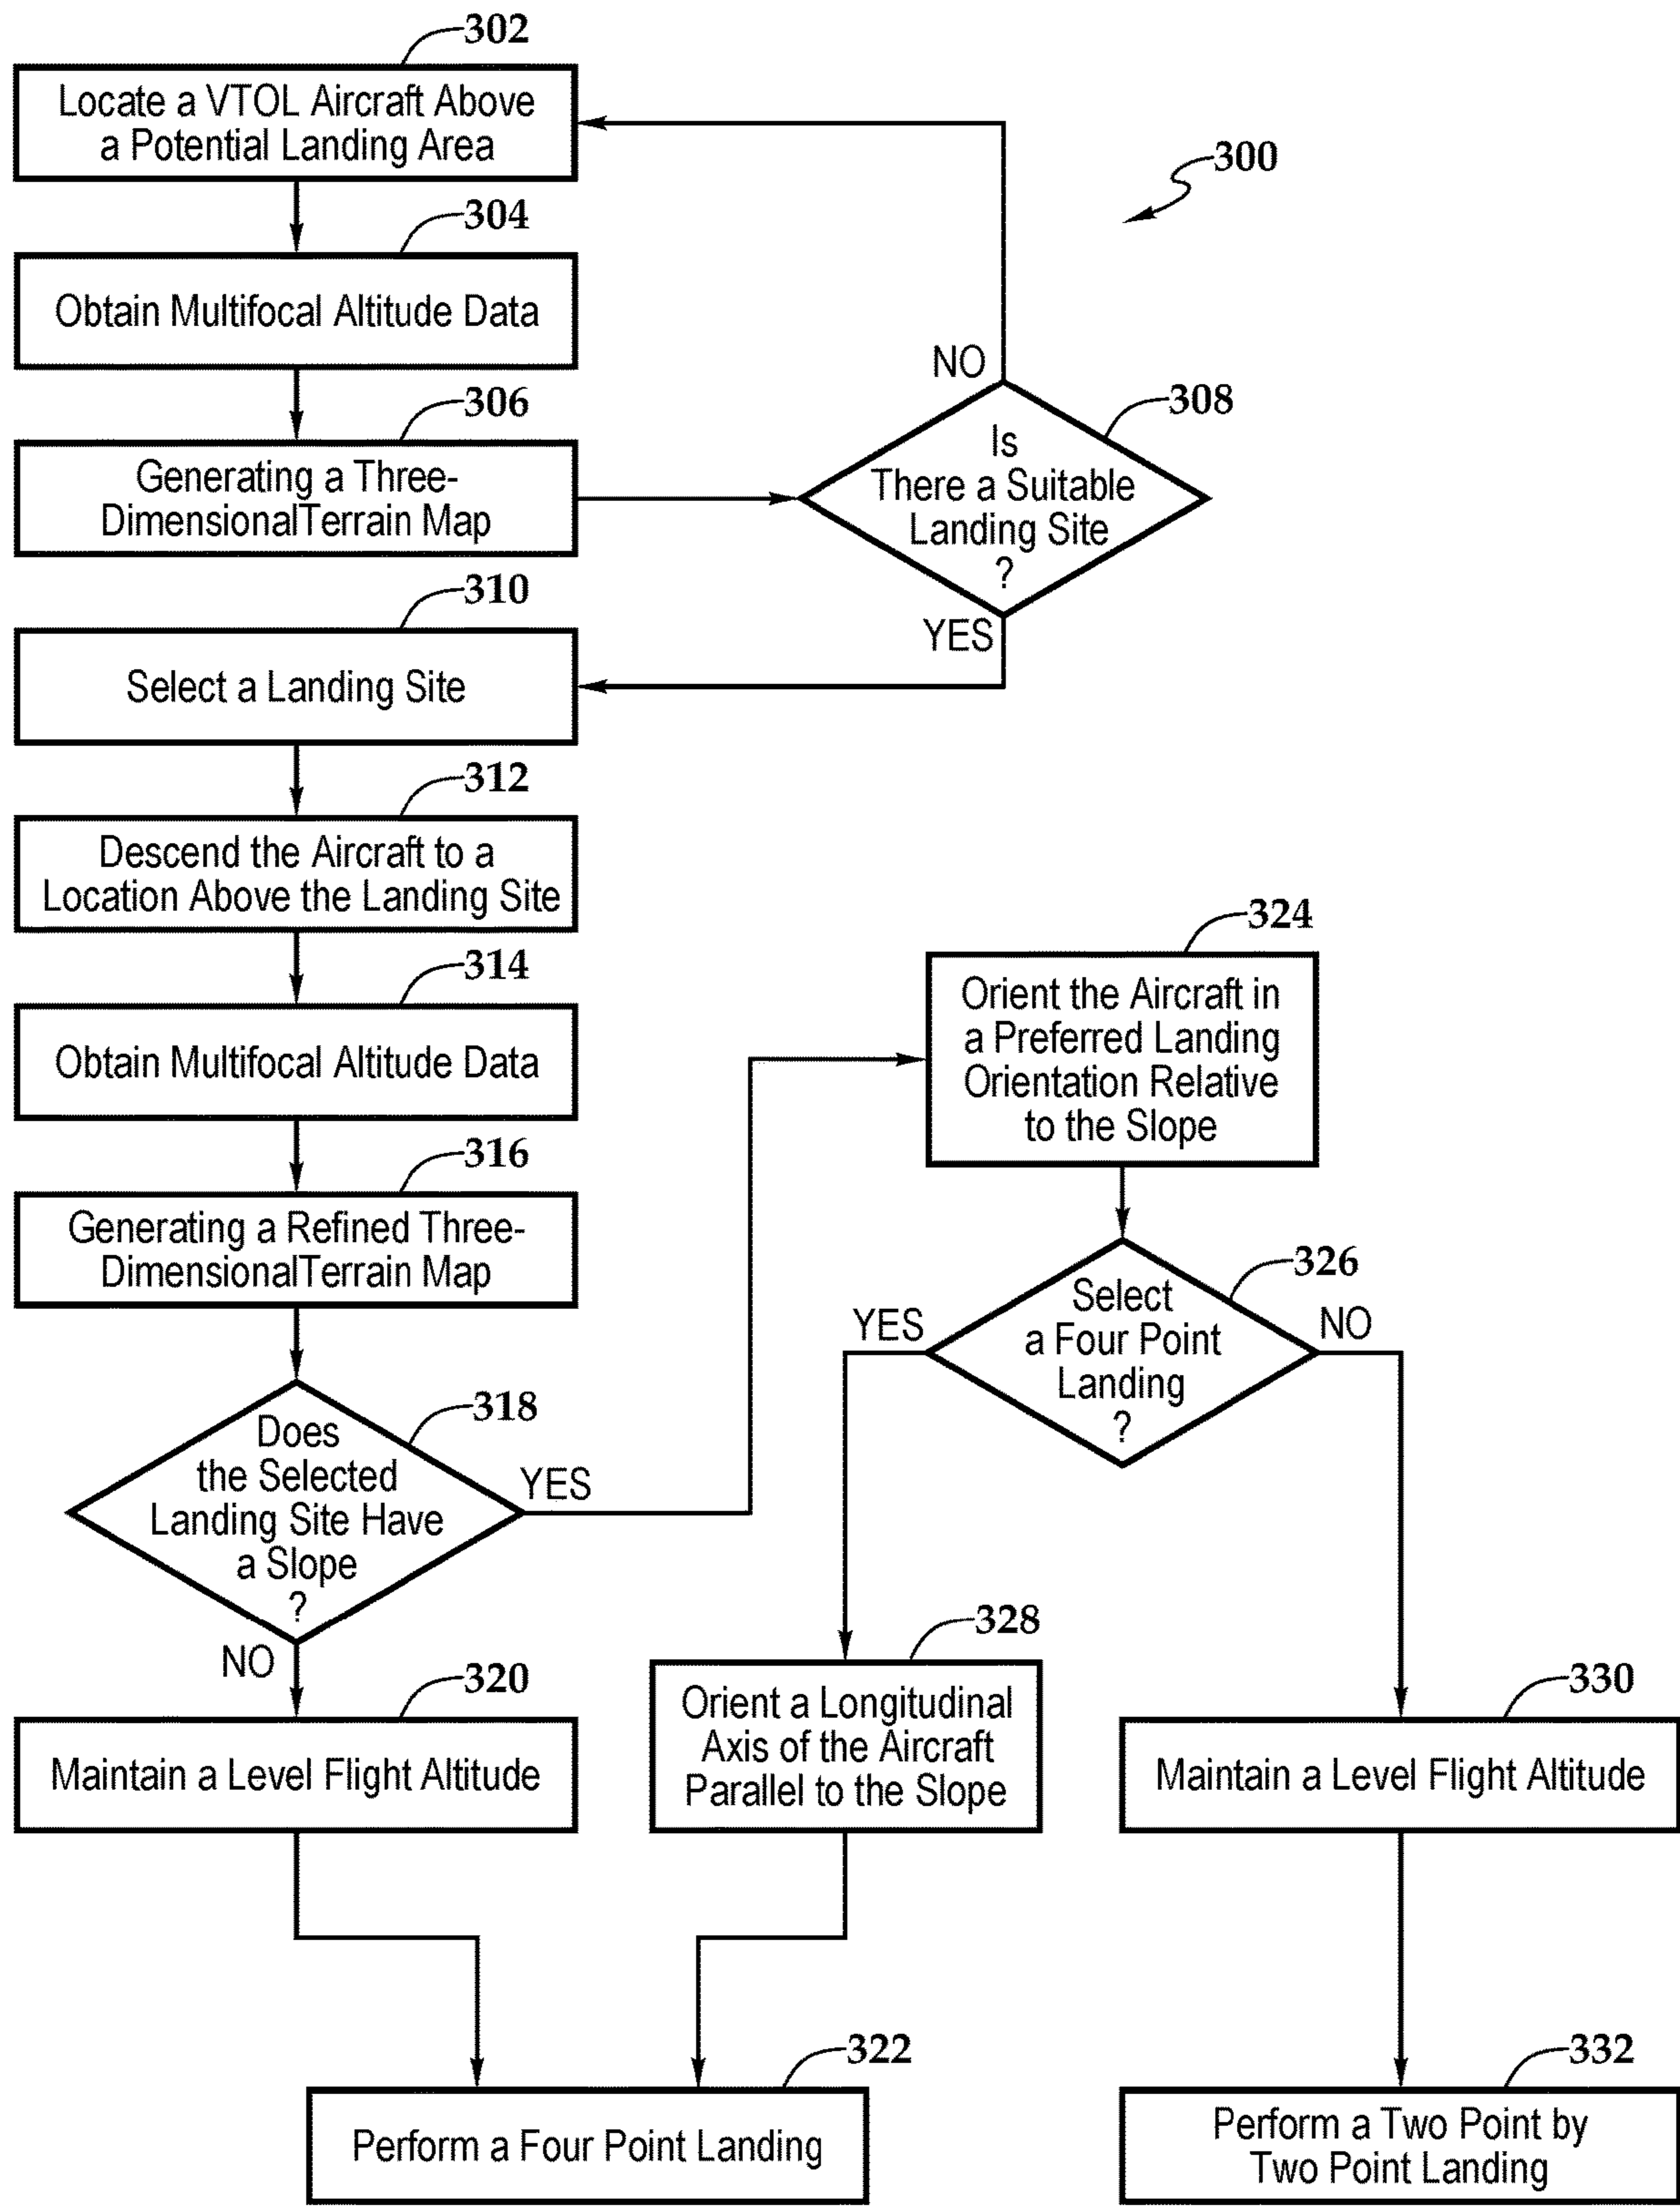 302
Locate a VTOL Aircraft Above
a Potential Landing Area
300
304
Obtain Multifocal Altitude Data
NO
306
Generating a Three-
DimensionalTerrain Map
308
Is
There a Suitable
Landing Site
?
YES
310
Select a Landing Site
312
Descend the Aircraft to a
Location Above the Landing Site
314
Obtain Multifocal Altitude Data
316
Generating a Refined Three-
DimensionalTerrain Map
318
Does
the Selected
Landing Site Have
a Slope
?
YES
NO
320
Maintain a Level Flight Altitude
324
Orient the Aircraft in
a Preferred Landing
Orientation Relative
to the Slope
326
Select
a Four Point
Landing
?
YES
NO
328
Orient a Longitudinal
Axis of the Aircraft
Parallel to the Slope
330
Maintain a Level Flight Altitude
322
Perform a Four Point Landing
332
Perform a Two Point by
Two Point Landing